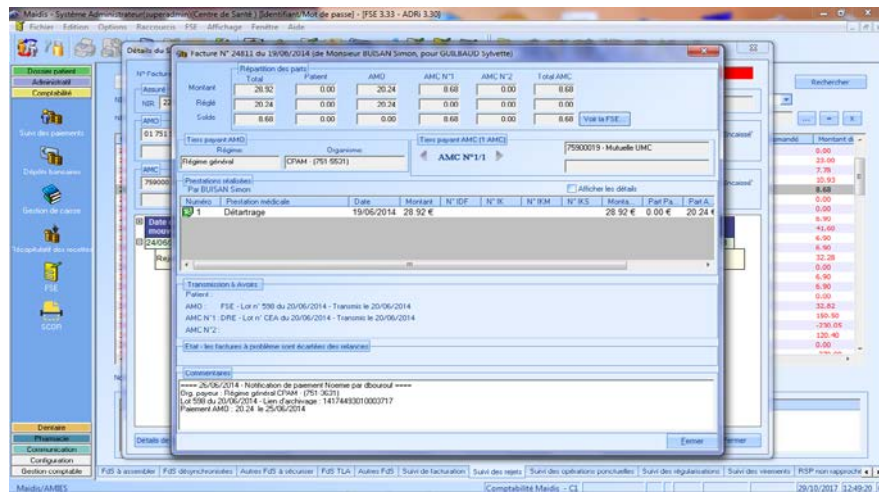 Maidis - Système Administrateur(superadmin)(Centre de Santé ) [Identifiant/Mot de passe] - [FSE 3.33 - ADRi 3.30]
Fichier Edition Options Raccourcis FSE Affichage Fenêtre Aide
Détails du S
Facture N° 24811 du 19/06/2014 (de Monsieur BUISAN Simon, pour GUILBAUD Sylvette)
Dossier patient
Administratif
Comptabilité
Suivi des paiements
Dépôts bancaires
Gestion de caisse
Récapitulatif des recettes
FSE
SCOR
Dentaire
Pharmacie
Communication
Configuration
Gestion comptable
N° Facture
Assuré
NIR
AMO
01 751
AMC
759000
Répartition des parts
Total Patient AMO AMC N°1 AMC N°2 Total AMC
Montant 28.92 0.00 20.24 8.68 0.00 8.68
Réglé 20.24 0.00 20.24 0.00 0.00 0.00
Solde 8.68 0.00 0.00 8.68 0.00 8.68 Voir la FSE...
Tiers payant AMO
Régime Organisme
Régime général CPAM - (751-5531)
Tiers payant AMC (1 AMC)
AMC N°1/1
75900019 - Mutuelle UMC
Prestations réalisées
Par BUISAN Simon
Afficher les détails
Numéro Prestation médicale Date Montant N° IDF N° IK N° IKM N° IKS Monta... Part Pa... Part A...
1 Détartrage 19/06/2014 28.92 € 28.92 € 0.00 € 20.24 €
Transmission & Avoirs
Patient :
AMO : FSE - Lot n° 598 du 20/06/2014 - Transmis le 20/06/2014
AMC N°1 : DRE - Lot n° CEA du 20/06/2014 - Transmis le 20/06/2014
AMC N°2 :
Etat - les factures à problème sont écartées des relances
Commentaires
==== 26/06/2014 - Notification de paiement Noemie par dbourouf ====
Org. payeur : Régime général CPAM - (751-3631)
Lot 598 du 20/06/2014 - Lien d'archivage : 14174493010003717
Paiement AMO : 20.24 le 25/06/2014
Fermer
Rechercher
Encaissé
Montant d
0.00
23.00
7.79
10.93
8.68
0.00
0.00
6.90
41.60
6.90
6.90
32.28
0.00
6.90
6.90
0.00
32.82
150.50
-230.05
120.40
0.00
Détails de
FdS à assembler FdS désynchronisées Autres FdS à sécuriser FdS TLA Autres FdS Suivi de facturation Suivi des rejets Suivi des opérations ponctuelles Suivi des régularisations Suivi des virements RSP non rapproché
Maidis/AMIES
Comptabilité Maidis - C1
29/10/2017 12:49:20